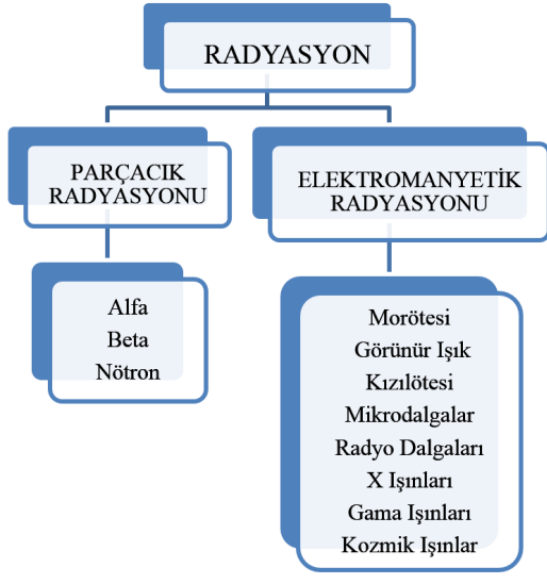 RADYASYON
PARÇACIK
RADYASYONU
ELEKTROMANYETİK
RADYASYONU
Alfa
Beta
Nötron
Morötesi
Görünür Işık
Kızılötesi
Mikrodalgalar
Radyo Dalgaları
X Işınları
Gama Işınları
Kozmik Işınlar